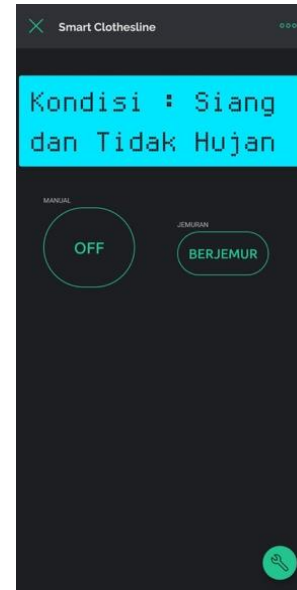 Smart Clothesline
Kondisi : Siang
dan Tidak Hujan
MANUAL
OFF
JEMURAN
BERJEMUR